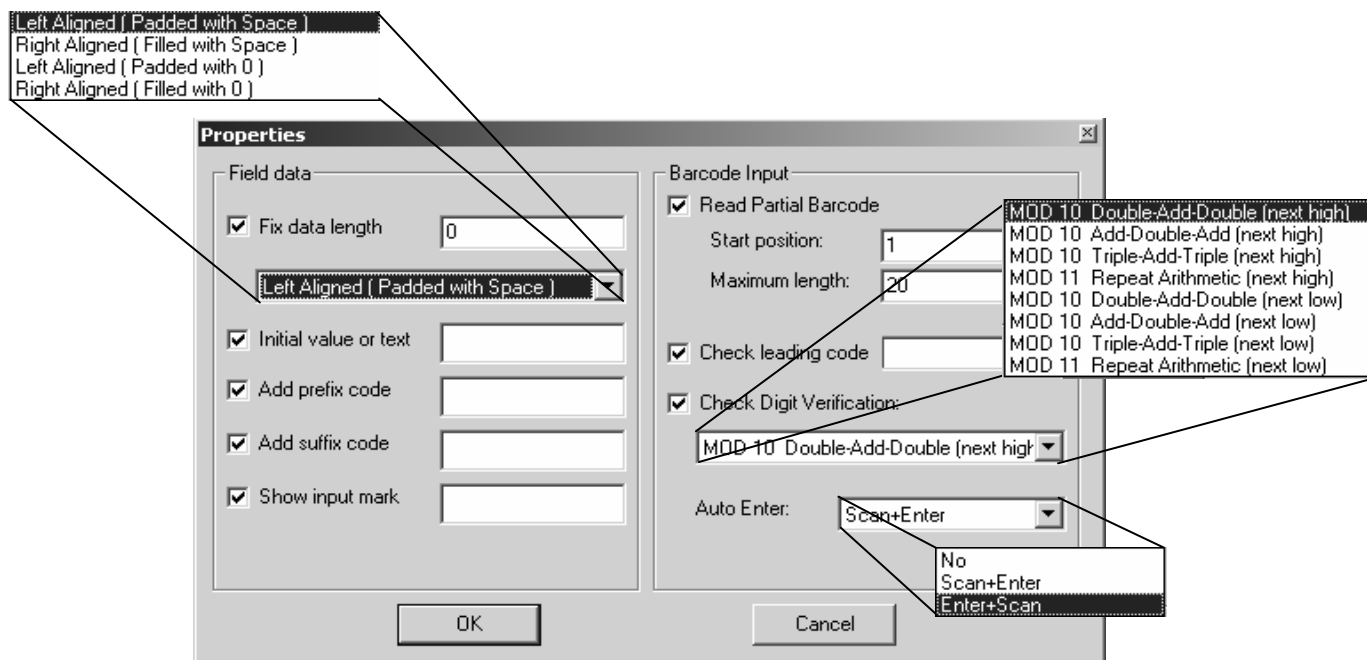 Left Aligned ( Padded with Space )
Right Aligned ( Filled with Space )
Left Aligned ( Padded with 0 )
Right Aligned ( Filled with 0 )
Properties
Field data
Fix data length
0
Left Aligned ( Padded with Space )
Initial value or text
Add prefix code
Add suffix code
Show input mark
Barcode Input
Read Partial Barcode
Start position:
1
Maximum length:
20
Check leading code
Check Digit Verification:
MOD 10 Double-Add-Double (next high
Auto Enter:
Scan+Enter
MOD 10 Double-Add-Double (next high)
MOD 10 Add-Double-Add (next high)
MOD 10 Triple-Add-Triple (next high)
MOD 11 Repeat Arithmetic (next high)
MOD 10 Double-Add-Double (next low)
MOD 10 Add-Double-Add (next low)
MOD 10 Triple-Add-Triple (next low)
MOD 11 Repeat Arithmetic (next low)
No
Scan+Enter
Enter+Scan
OK
Cancel